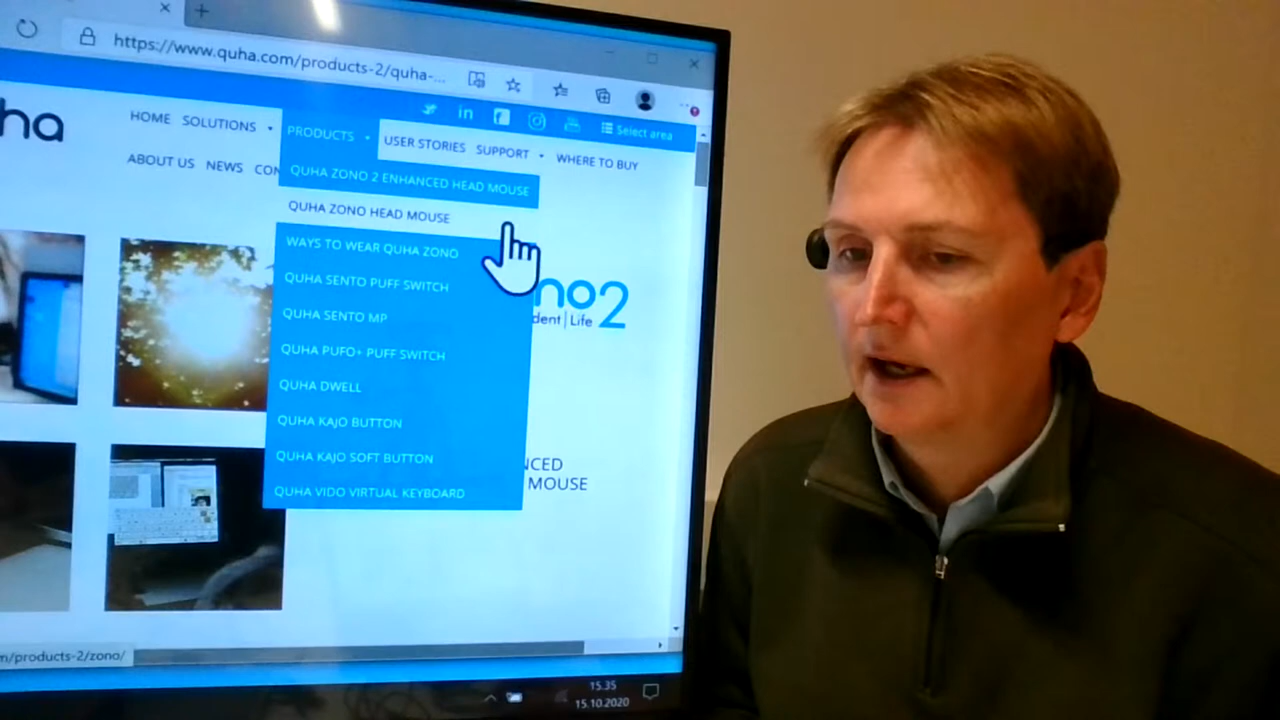 https://www.quha.com/products-2/quha-...
Select area
ha
HOME SOLUTIONS PRODUCTS USER STORIES SUPPORT WHERE TO BUY
ABOUT US NEWS CON
QUHA ZONO 2 ENHANCED HEAD MOUSE
QUHA ZONO HEAD MOUSE
WAYS TO WEAR QUHA ZONO
QUHA SENTO PUFF SWITCH
QUHA SENTO MP
QUHA PUFO+ PUFF SWITCH
QUHA DWELL
QUHA KAJO BUTTON
QUHA KAJO SOFT BUTTON
QUHA VIDO VIRTUAL KEYBOARD
no2
dent|Life
NCED
MOUSE
m/products-2/zono/
15.35
15.10.2020